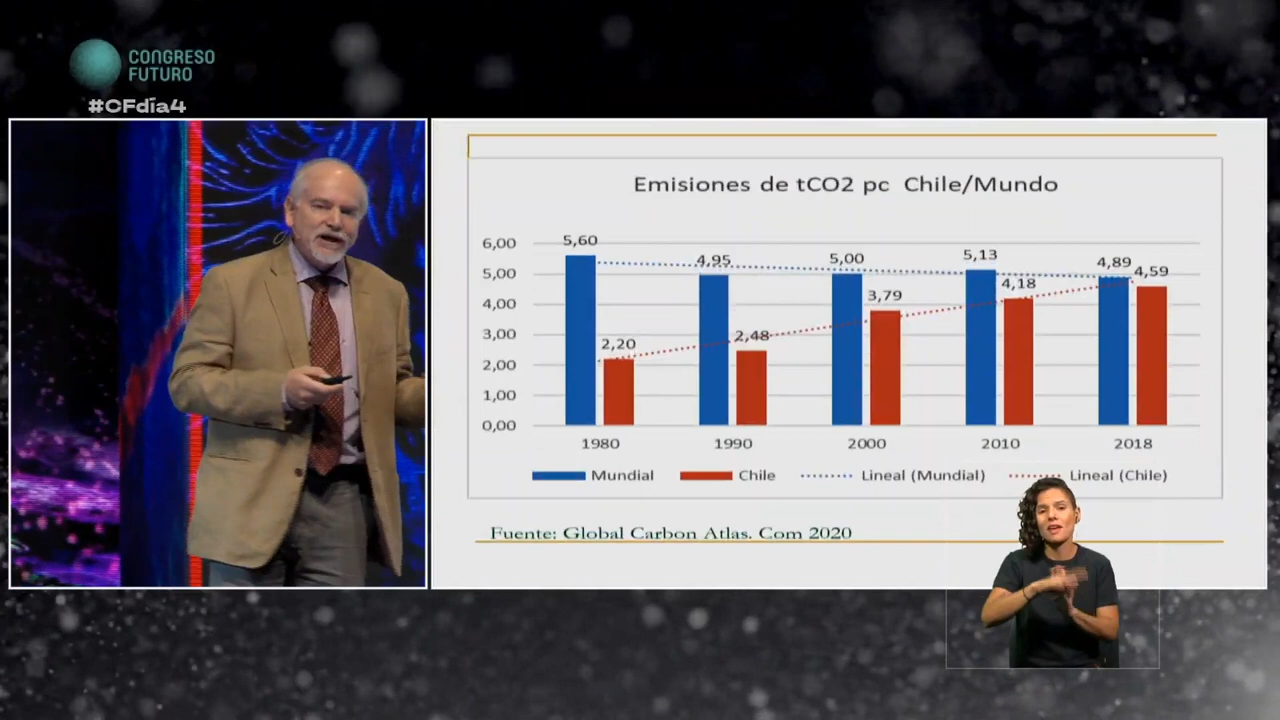 CONGRESO
FUTURO
#CFdía4
Emisiones de tCO2 pc Chile/Mundo
6,00
5,00
4,00
3,00
2,00
1,00
0,00
5,60
2,20
4,95
2,48
5,00
3,79
5,13
4,18
4,89
4,59
1980
1990
2000
2010
2018
Mundial
Chile
Lineal (Mundial)
Lineal (Chile)
Fuente: Global Carbon Atlas. Com 2020